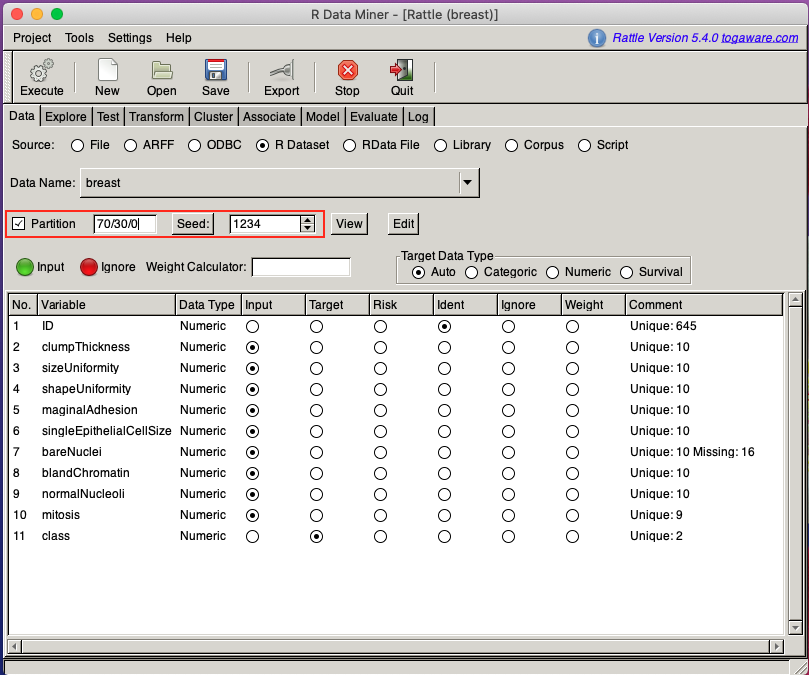 R Data Miner - [Rattle (breast)]
Project Tools Settings Help
Rattle Version 5.4.0 togaware.com
Execute New Open Save Export Stop Quit
Data Explore Test Transform Cluster Associate Model Evaluate Log
Source: File ARFF ODBC R Dataset RData File Library Corpus Script
Data Name: breast
Partition 70/30/0 Seed: 1234 View Edit
Target Data Type
Input Ignore Weight Calculator: Auto Categoric Numeric Survival
No. Variable Data Type Input Target Risk Ident Ignore Weight Comment
1 ID Numeric Unique: 645
2 clumpThickness Numeric Unique: 10
3 sizeUniformity Numeric Unique: 10
4 shapeUniformity Numeric Unique: 10
5 maginalAdhesion Numeric Unique: 10
6 singleEpithelialCellSize Numeric Unique: 10
7 bareNuclei Numeric Unique: 10 Missing: 16
8 blandChromatin Numeric Unique: 10
9 normalNucleoli Numeric Unique: 10
10 mitosis Numeric Unique: 9
11 class Numeric Unique: 2